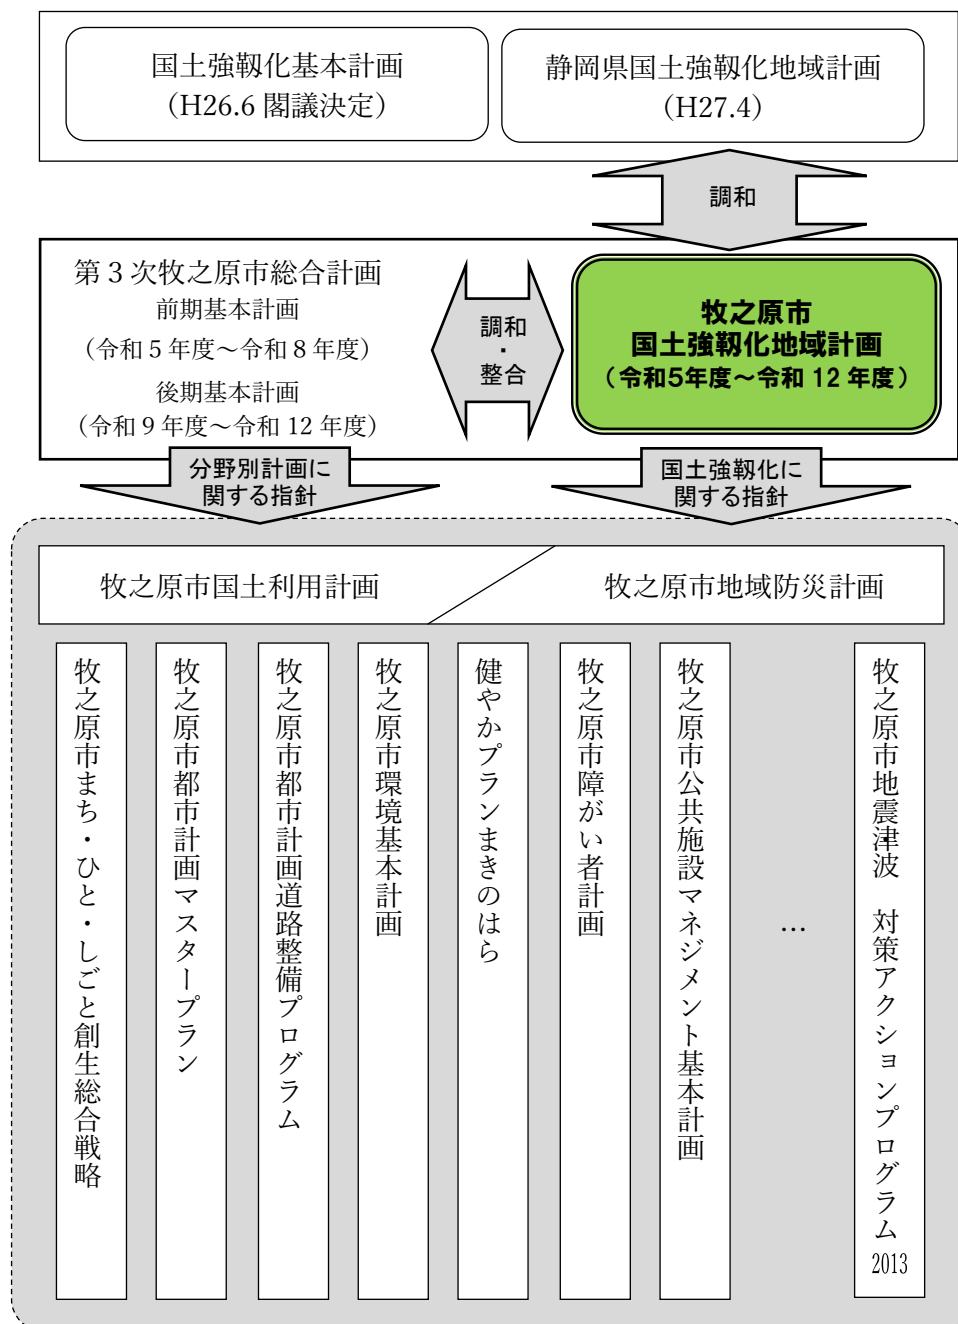 国土強靱化基本計画
（H26.6 閣議決定）
静岡県国土強靱化地域計画
（H27.4）
調和
第３次牧之原市総合計画
前期基本計画
（令和５年度～令和８年度）
後期基本計画
（令和９年度～令和 12 年度）
調和
・
整合
牧之原市
国土強靱化地域計画
（令和5年度～令和 12 年度）
分野別計画に
関する指針
国土強靱化に
関する指針
牧之原市国土利用計画
牧之原市地域防災計画
牧之原市まち・ひと・しごと創生総合戦略
牧之原市都市計画マスタープラン
牧之原市都市計画道路整備プログラム
牧之原市環境基本計画
健やかプランまきのはら
牧之原市障がい者計画
牧之原市公共施設マネジメント基本計画
…
牧之原市地震・津波　対策アクションプログラム 2013